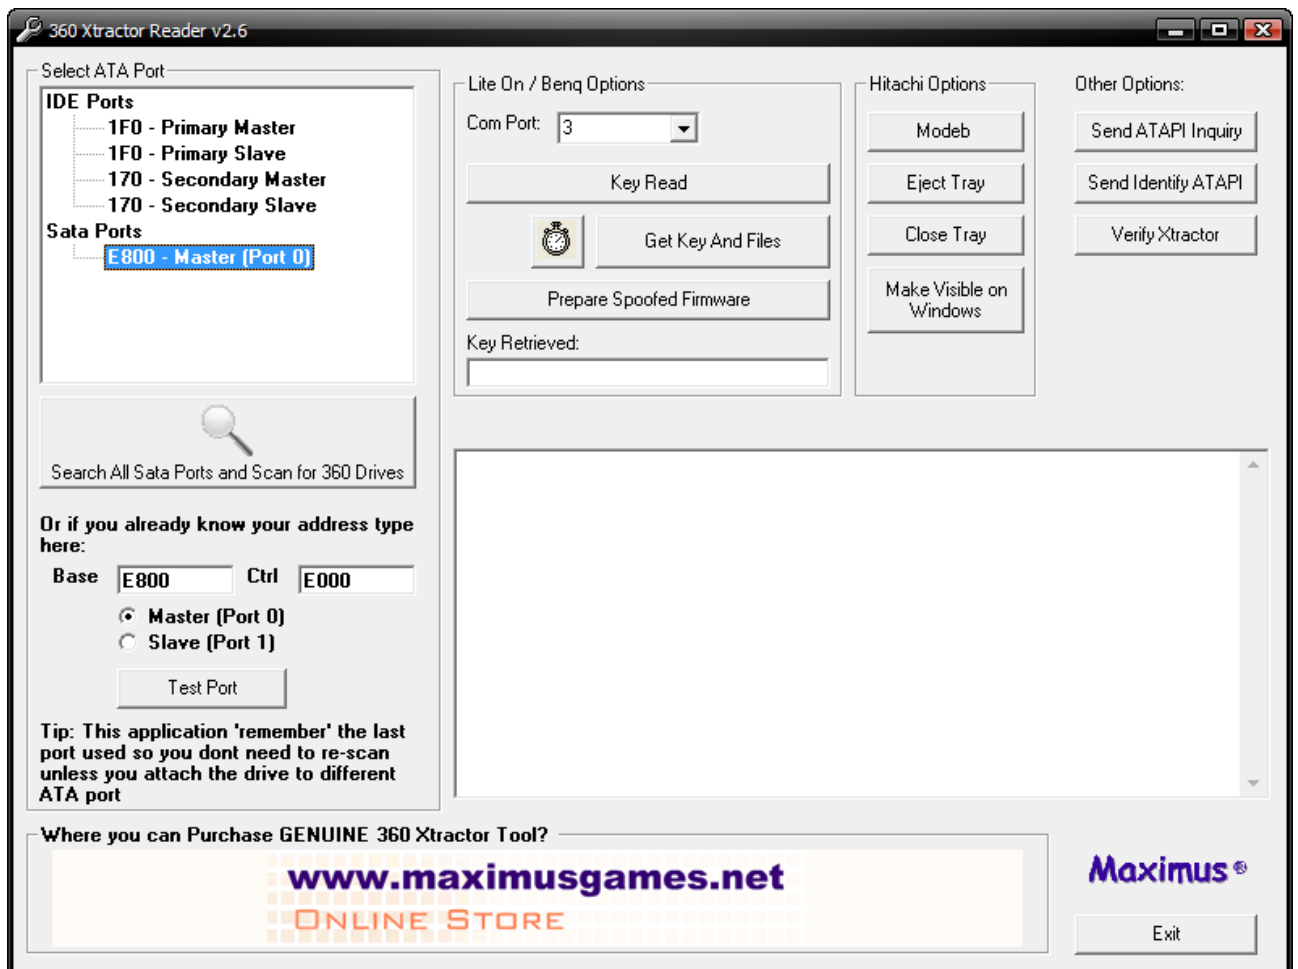 360 Xtractor Reader v2.6
Select ATA Port
IDE Ports
1F0 - Primary Master
1F0 - Primary Slave
170 - Secondary Master
170 - Secondary Slave
Sata Ports
E800 - Master (Port 0)
Search All Sata Ports and Scan for 360 Drives
Or if you already know your address type
here:
Base E800 Ctrl E000
Master (Port 0)
Slave (Port 1)
Test Port
Tip: This application 'remember' the last
port used so you dont need to re-scan
unless you attach the drive to different
ATA port
Lite On / Benq Options
Com Port: 3
Key Read
Get Key And Files
Prepare Spoofed Firmware
Key Retrieved:
Hitachi Options
Modeb
Eject Tray
Close Tray
Make Visible on
Windows
Other Options:
Send ATAPI Inquiry
Send Identify ATAPI
Verify Xtractor
Where you can Purchase GENUINE 360 Xtractor Tool?
www.maximusgames.net
ONLINE STORE
Maximus ®
Exit